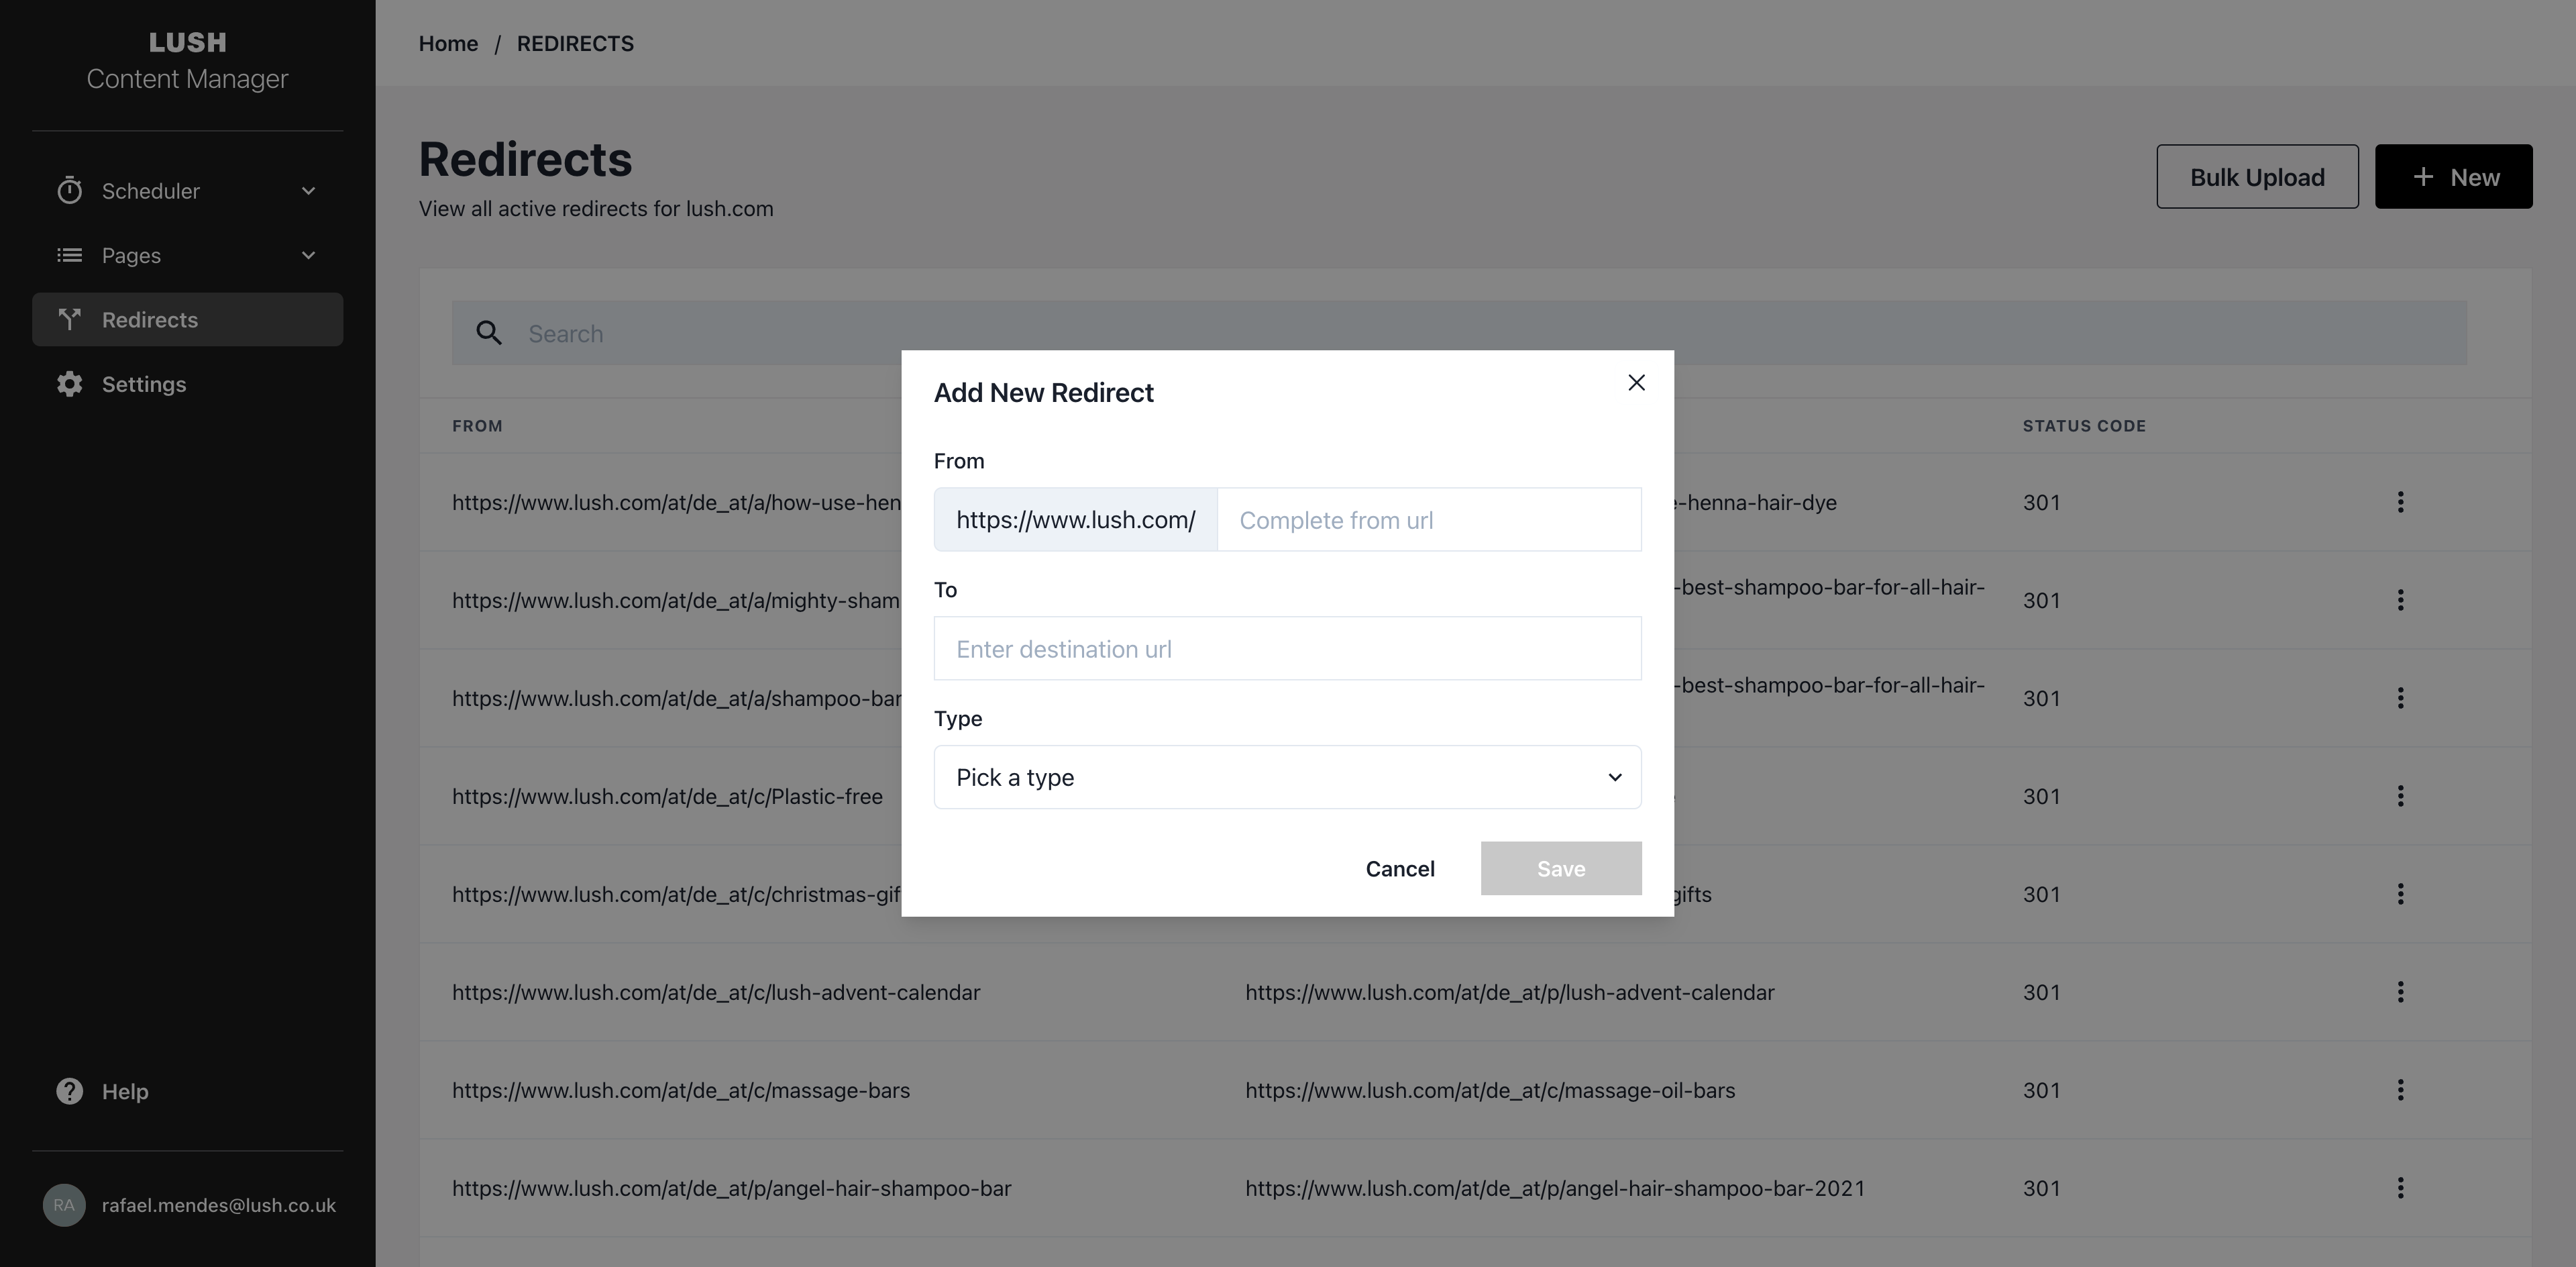 LUSH
Content Manager
Scheduler
Pages
Redirects
Settings
Help
RA
rafael.mendes@lush.co.uk
Home / REDIRECTS
Redirects
View all active redirects for lush.com
Bulk Upload
+ New
Search
FROM
STATUS CODE
https://www.lush.com/at/de_at/a/how-use-hen
-henna-hair-dye
301
https://www.lush.com/at/de_at/a/mighty-sham
-best-shampoo-bar-for-all-hair-
301
https://www.lush.com/at/de_at/a/shampoo-bar
-best-shampoo-bar-for-all-hair-
301
https://www.lush.com/at/de_at/c/Plastic-free
301
https://www.lush.com/at/de_at/c/christmas-gif
gifts
301
https://www.lush.com/at/de_at/c/lush-advent-calendar
https://www.lush.com/at/de_at/p/lush-advent-calendar
301
https://www.lush.com/at/de_at/c/massage-bars
https://www.lush.com/at/de_at/c/massage-oil-bars
301
https://www.lush.com/at/de_at/p/angel-hair-shampoo-bar
https://www.lush.com/at/de_at/p/angel-hair-shampoo-bar-2021
301
Add New Redirect
From
https://www.lush.com/
Complete from url
To
Enter destination url
Type
Pick a type
Cancel
Save